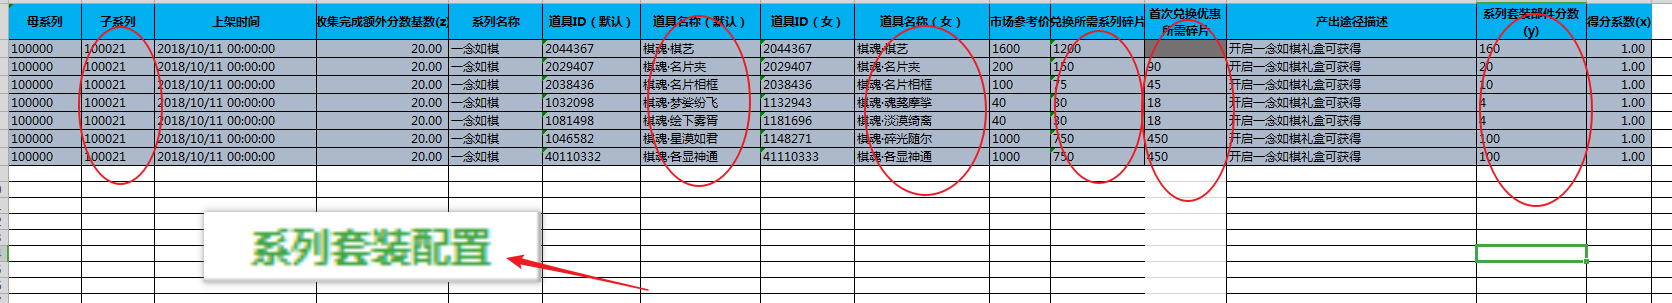 母系列 子系列 上架时间 收集完成额外分数基数(z) 系列名称 道具ID（默认） 道具名称（默认） 道具ID（女） 道具名称（女） 市场参考价 兑换所需系列碎片 首次兑换优惠所需碎片 产出途径描述 系列套装部件分数(y) 得分系数(x)
100000 100021 2018/10/11 00:00:00 20.00 一念如棋 2044367 棋魂·棋艺 2044367 棋魂·棋艺 1600 1200 开启一念如棋礼盒可获得 160 1.00
100000 100021 2018/10/11 00:00:00 20.00 一念如棋 2029407 棋魂·名片夹 2029407 棋魂·名片夹 200 150 90 开启一念如棋礼盒可获得 20 1.00
100000 100021 2018/10/11 00:00:00 20.00 一念如棋 2038436 棋魂·名片相框 2038436 棋魂·名片相框 100 75 45 开启一念如棋礼盒可获得 10 1.00
100000 100021 2018/10/11 00:00:00 20.00 一念如棋 1032098 棋魂·梦娑纷飞 1132943 棋魂· 40 30 18 开启一念如棋礼盒可获得 4 1.00
100000 100021 2018/10/11 00:00:00 20.00 一念如棋 1081498 棋魂·绘下雾霄 1181696 棋魂·淡漠绮离 40 30 18 开启一念如棋礼盒可获得 4 1.00
100000 100021 2018/10/11 00:00:00 20.00 一念如棋 1046582 棋魂·星漠如君 1148271 棋魂·碎光随尔 1000 750 450 开启一念如棋礼盒可获得 100 1.00
100000 100021 2018/10/11 00:00:00 20.00 一念如棋 40110332 棋魂·各显神通 41110333 棋魂·各显神通 1000 750 450 开启一念如棋礼盒可获得 100 1.00
系列套装配置